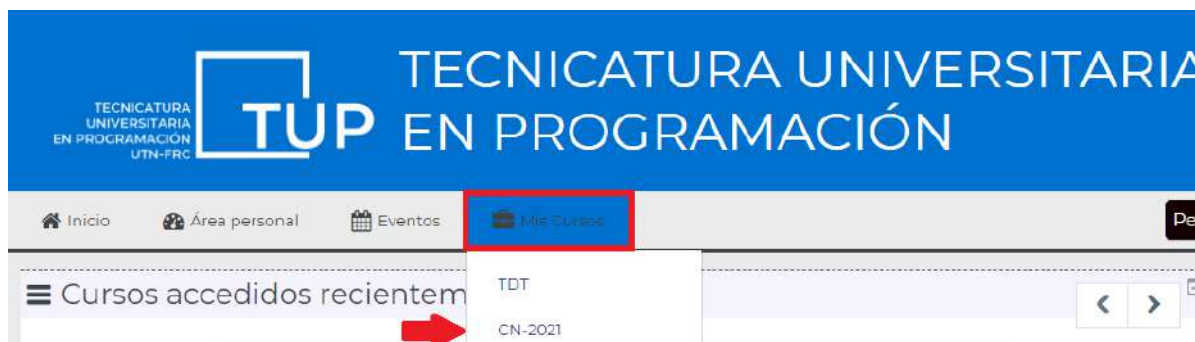 TECNICATURA
UNIVERSITARIA
EN PROGRAMACIÓN
UTN-FRC
TUP
TECNICATURA UNIVERSITARIA
EN PROGRAMACIÓN
Inicio
Área personal
Eventos
Mis Cursos
Pe
Cursos accedidos recientem
TDT
CN-2021